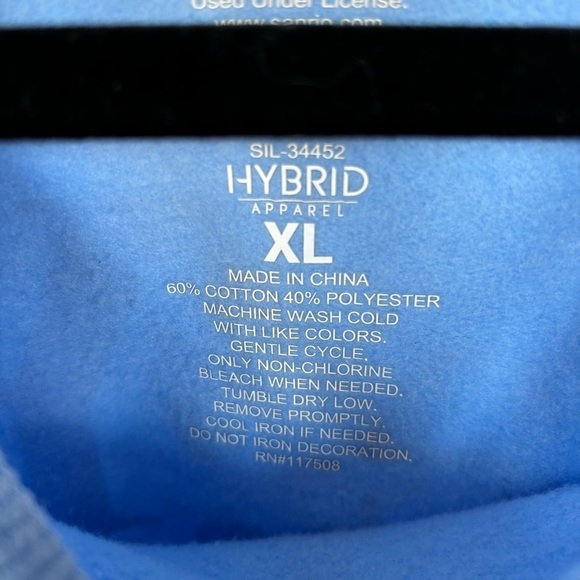 Used Under License.
www.sanrio.com
SIL-34452
HYBRID
APPAREL
XL
MADE IN CHINA
60% COTTON 40% POLYESTER
MACHINE WASH COLD
WITH LIKE COLORS.
GENTLE CYCLE.
ONLY NON-CHLORINE
BLEACH WHEN NEEDED.
TUMBLE DRY LOW.
REMOVE PROMPTLY.
COOL IRON IF NEEDED.
DO NOT IRON DECORATION.
RN#117508